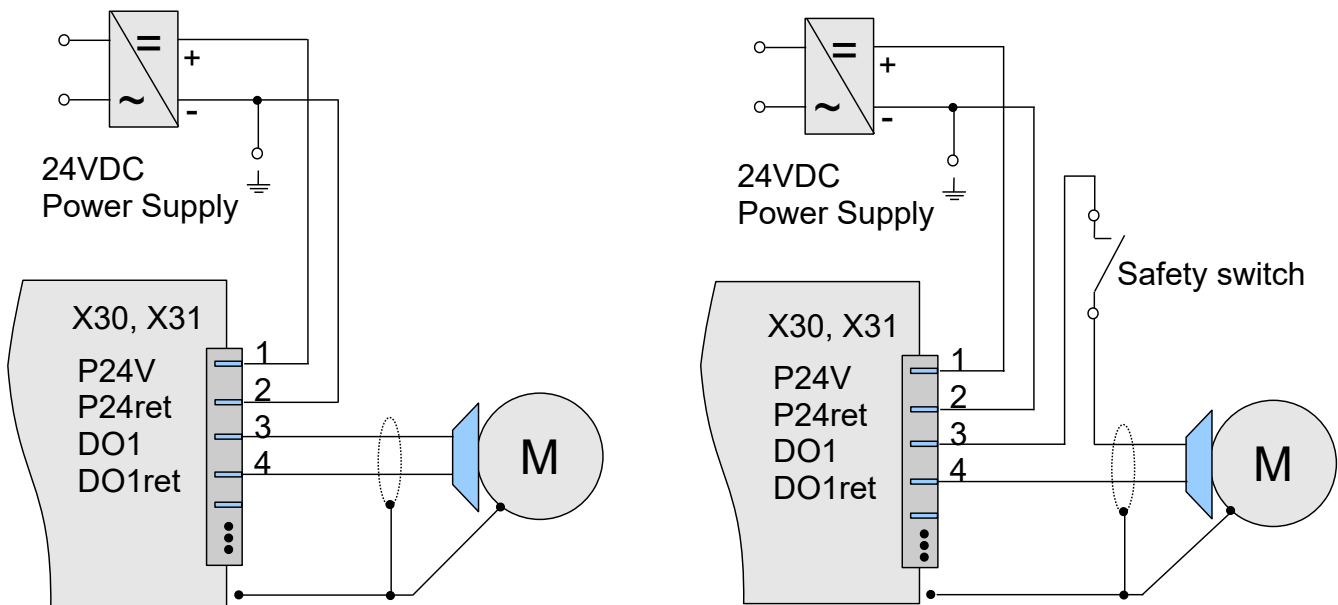 =
+
~
-
24VDC
Power Supply
X30, X31
P24V
P24ret
DO1
DO1ret
1
2
3
4
M
=
+
~
-
24VDC
Power Supply
Safety switch
X30, X31
P24V
P24ret
DO1
DO1ret
1
2
3
4
M